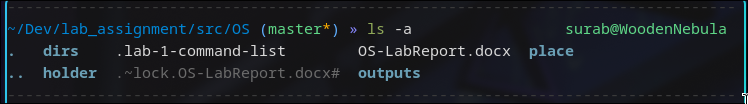 ~/Dev/lab_assignment/src/OS (master*) » ls -a surab@WoodenNebula
. dirs .lab-1-command-list OS-LabReport.docx place
.. holder .~lock.OS-LabReport.docx# outputs